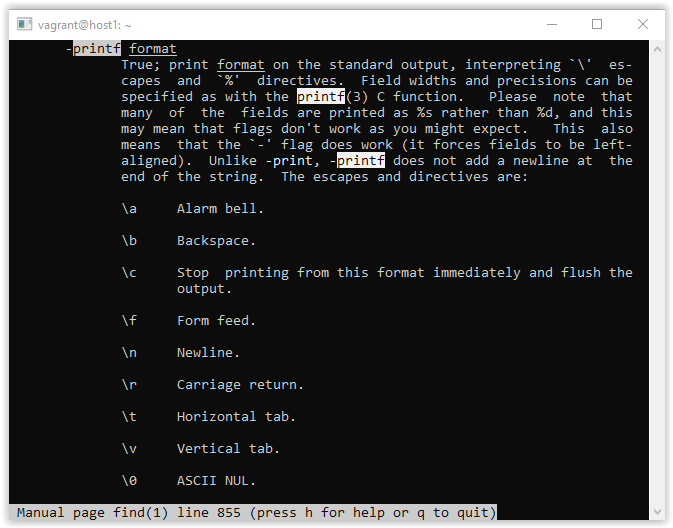 vagrant@host1: ~
-printf format
True; print format on the standard output, interpreting `\' es-
capes and `%' directives. Field widths and precisions can be
specified as with the printf(3) C function. Please note that
many of the fields are printed as %s rather than %d, and this
may mean that flags don't work as you might expect. This also
means that the `-' flag does work (it forces fields to be left-
aligned). Unlike -print, -printf does not add a newline at the
end of the string. The escapes and directives are:
\a Alarm bell.
\b Backspace.
\c Stop printing from this format immediately and flush the
output.
\f Form feed.
\n Newline.
\r Carriage return.
\t Horizontal tab.
\v Vertical tab.
\0 ASCII NUL.
Manual page find(1) line 855 (press h for help or q to quit)